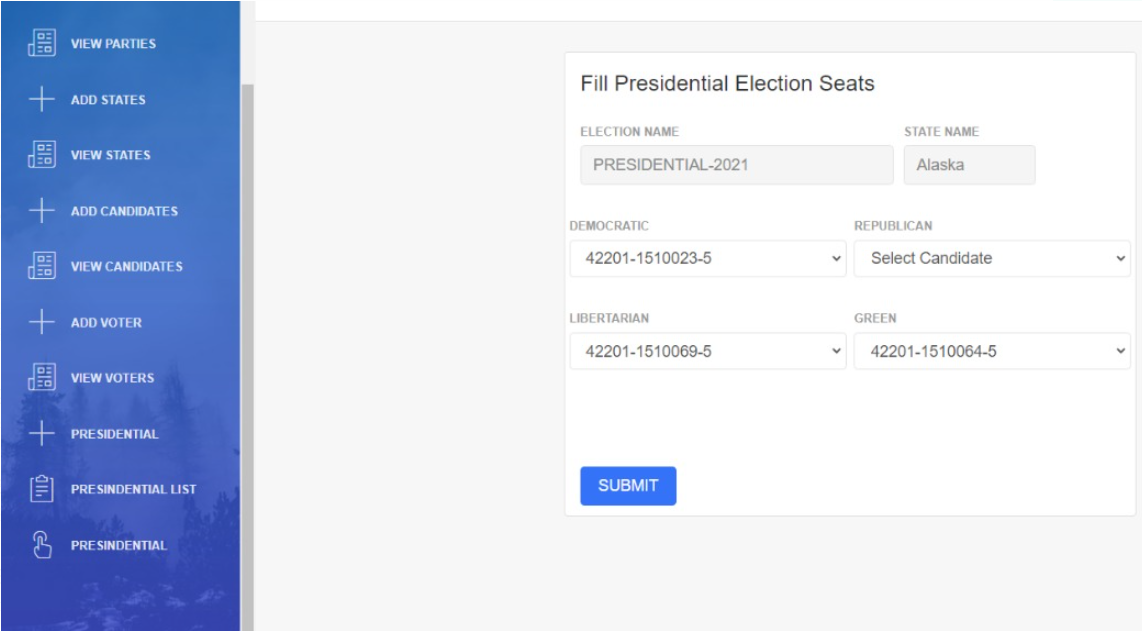 VIEW PARTIES
ADD STATES
VIEW STATES
ADD CANDIDATES
VIEW CANDIDATES
ADD VOTER
VIEW VOTERS
PRESIDENTIAL
PRESINDENTIAL LIST
PRESINDENTIAL
Fill Presidential Election Seats
ELECTION NAME STATE NAME
PRESIDENTIAL-2021 Alaska
DEMOCRATIC REPUBLICAN
42201-1510023-5 Select Candidate
LIBERTARIAN GREEN
42201-1510069-5 42201-1510064-5
SUBMIT